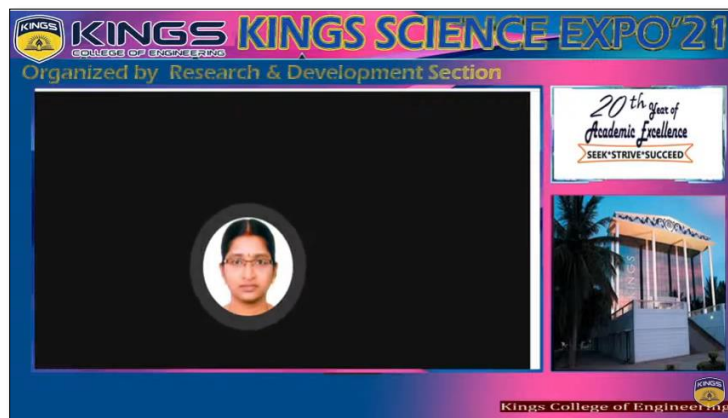 KINGS
COLLEGE OF ENGINEERING
KINGS SCIENCE EXPO'21
Organized by Research & Development Section
20th Year of
Academic Excellence
SEEK*STRIVE*SUCCEED
KINGS
Kings College of Engineering
KINGS